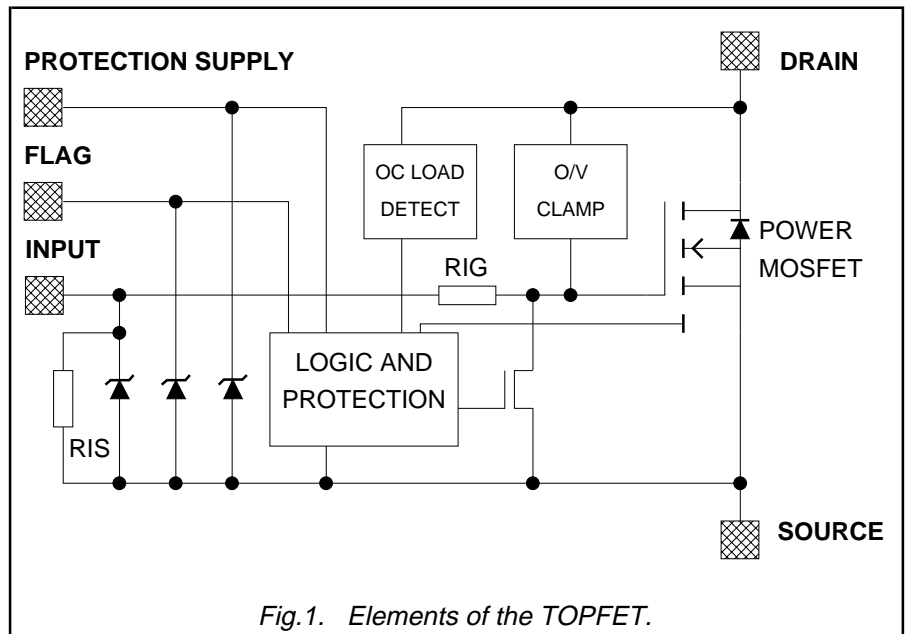 PROTECTION SUPPLY
DRAIN
FLAG
OC LOAD
DETECT
O/V
CLAMP
INPUT
RIG
POWER
MOSFET
LOGIC AND
PROTECTION
RIS
SOURCE
Fig.1. Elements of the TOPFET.